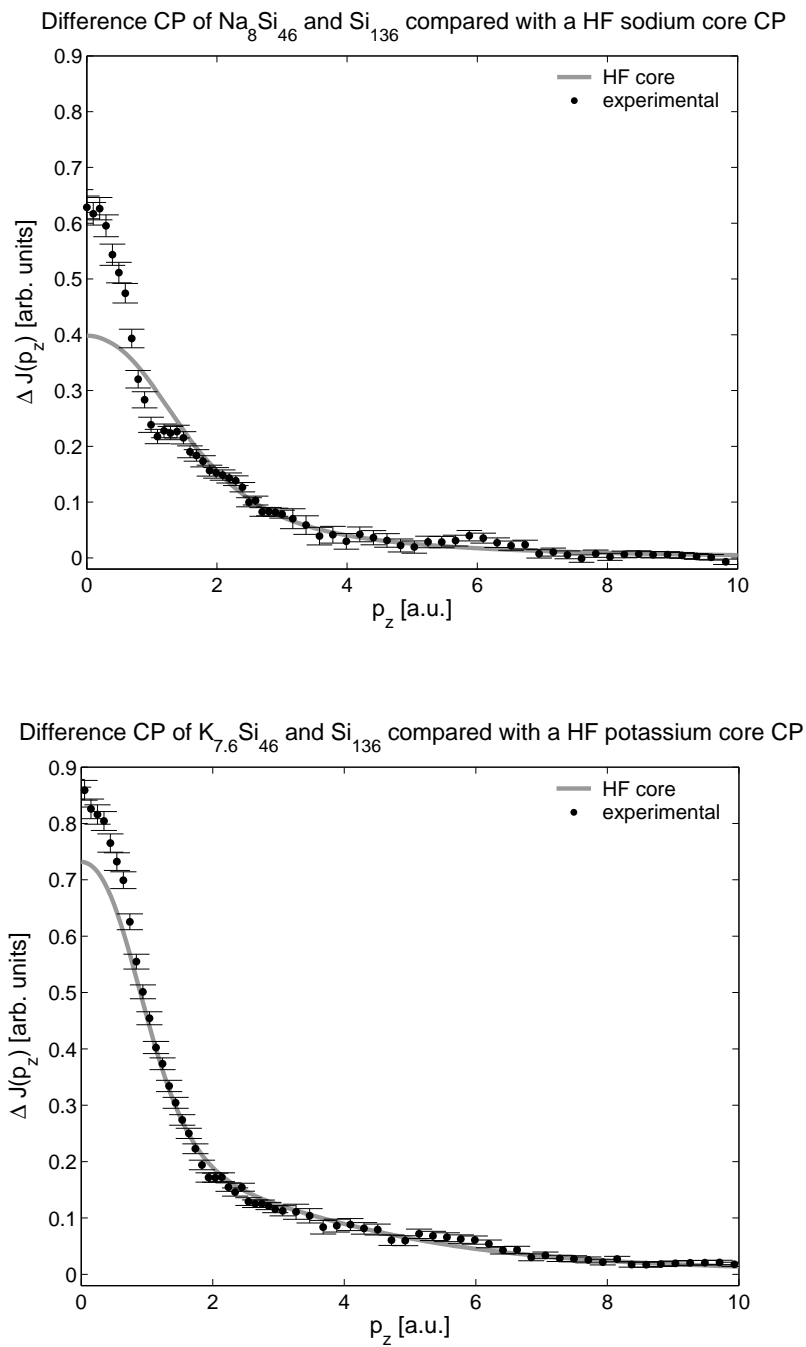 Difference CP of Na8Si46 and Si136 compared with a HF sodium core CP
0.9
HF core
experimental
0.8
0.7
0.6
0.5
0.4
0.3
0.2
0.1
0
Δ J(pz) [arb. units]
0 2 4 6 8 10
pz [a.u.]
Difference CP of K7.6Si46 and Si136 compared with a HF potassium core CP
0.9
HF core
experimental
0.8
0.7
0.6
0.5
0.4
0.3
0.2
0.1
0
Δ J(pz) [arb. units]
0 2 4 6 8 10
pz [a.u.]